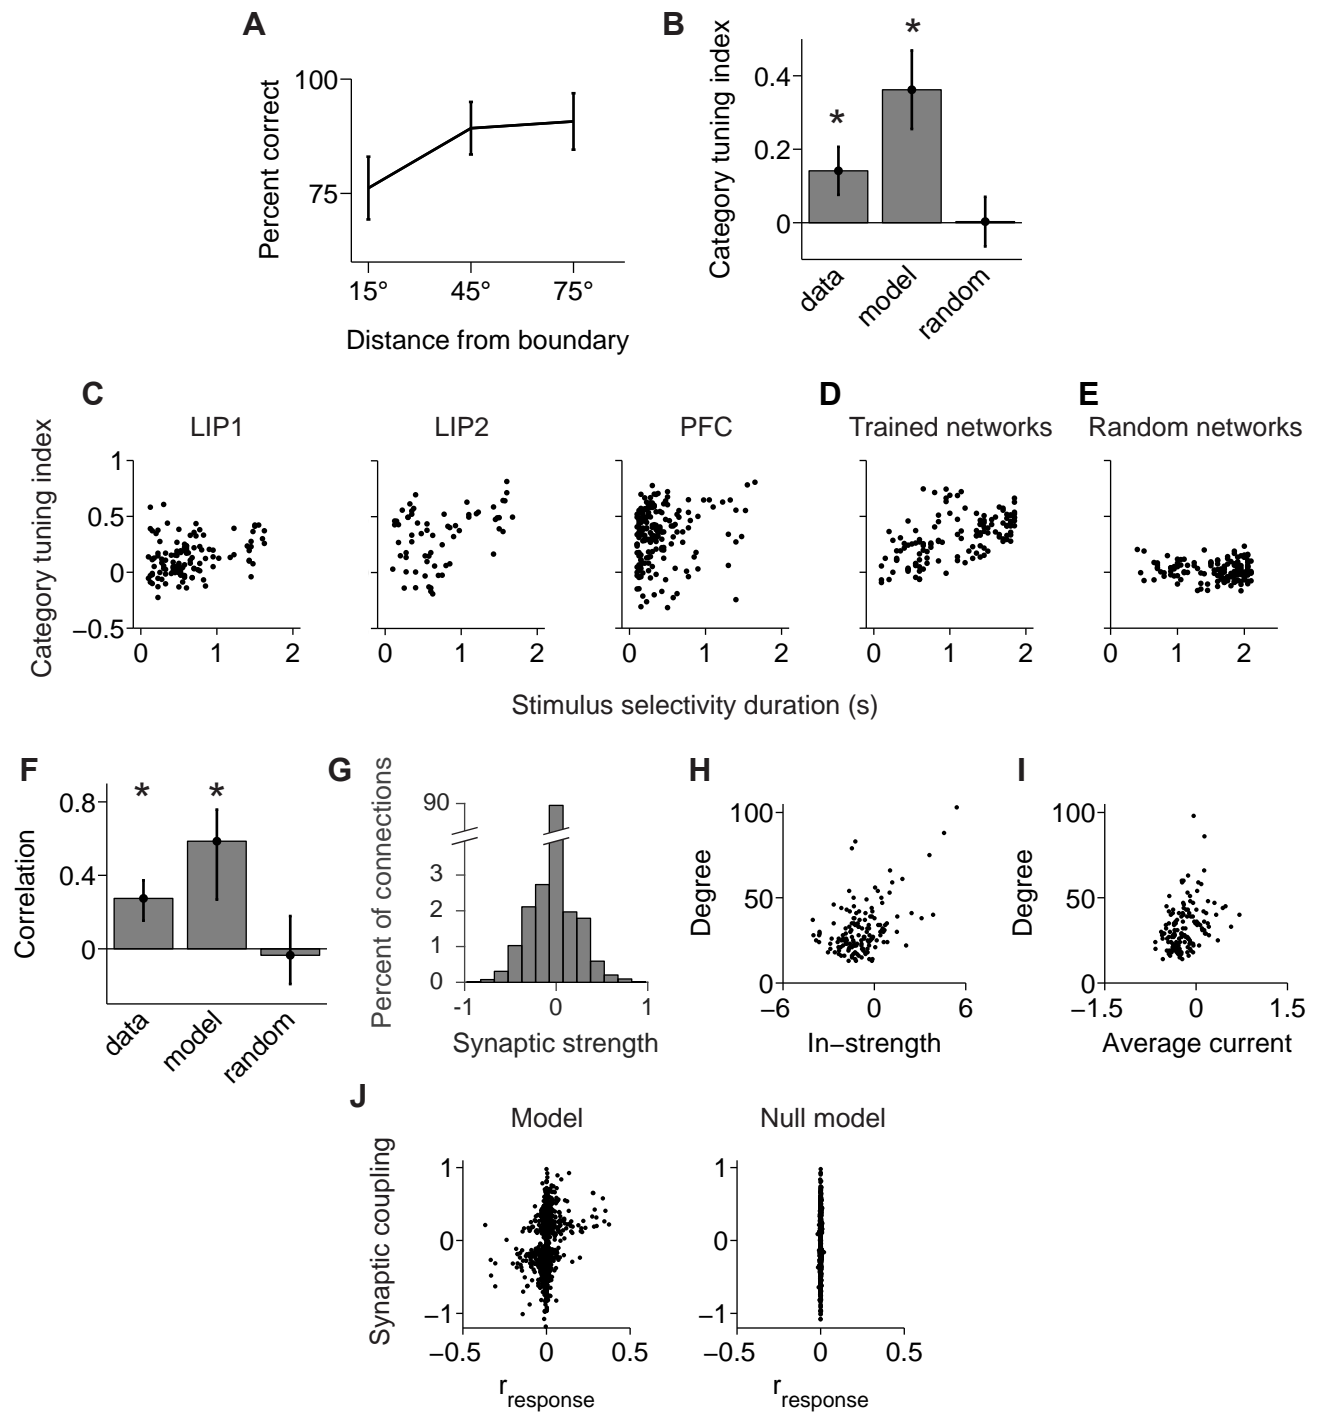 A
Percent correct
100
75
15°
45°
75°
Distance from boundary
B
Category tuning index
*
*
0.4
0.2
0
data
model
random
C
D
E
LIP1
LIP2
PFC
Trained networks
Random networks
Category tuning index
1
0.5
0
−0.5
0 1 2
0 1 2
0 1 2
0 1 2
0 1 2
Stimulus selectivity duration (s)
F
Correlation
*
*
0.8
0.4
0
data
model
random
G
Percent of connections
90
3
2
1
0
-1 0 1
Synaptic strength
H
Degree
100
50
0
−6 0 6
In−strength
I
Degree
100
50
0
−1.5 0 1.5
Average current
J
Model
Null model
Synaptic coupling
1
0
−1
−0.5 0 0.5
rresponse
1
0
−1
−0.5 0 0.5
rresponse